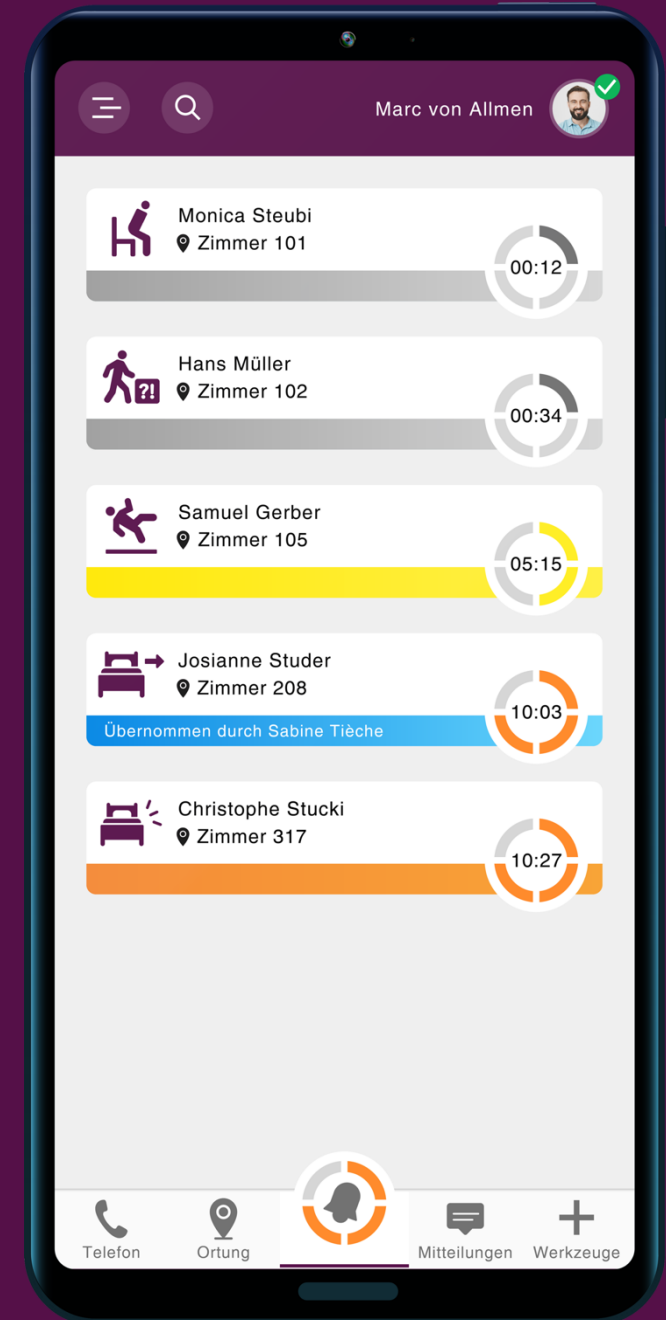 Marc von Allmen
Monica Steubi
Zimmer 101
00:12
Hans Müller
?!
Zimmer 102
00:34
Samuel Gerber
Zimmer 105
05:15
Josianne Studer
Zimmer 208
10:03
Übernommen durch Sabine Tièche
Christophe Stucki
Zimmer 317
10:27
Telefon
Ortung
Mitteilungen
Werkzeuge